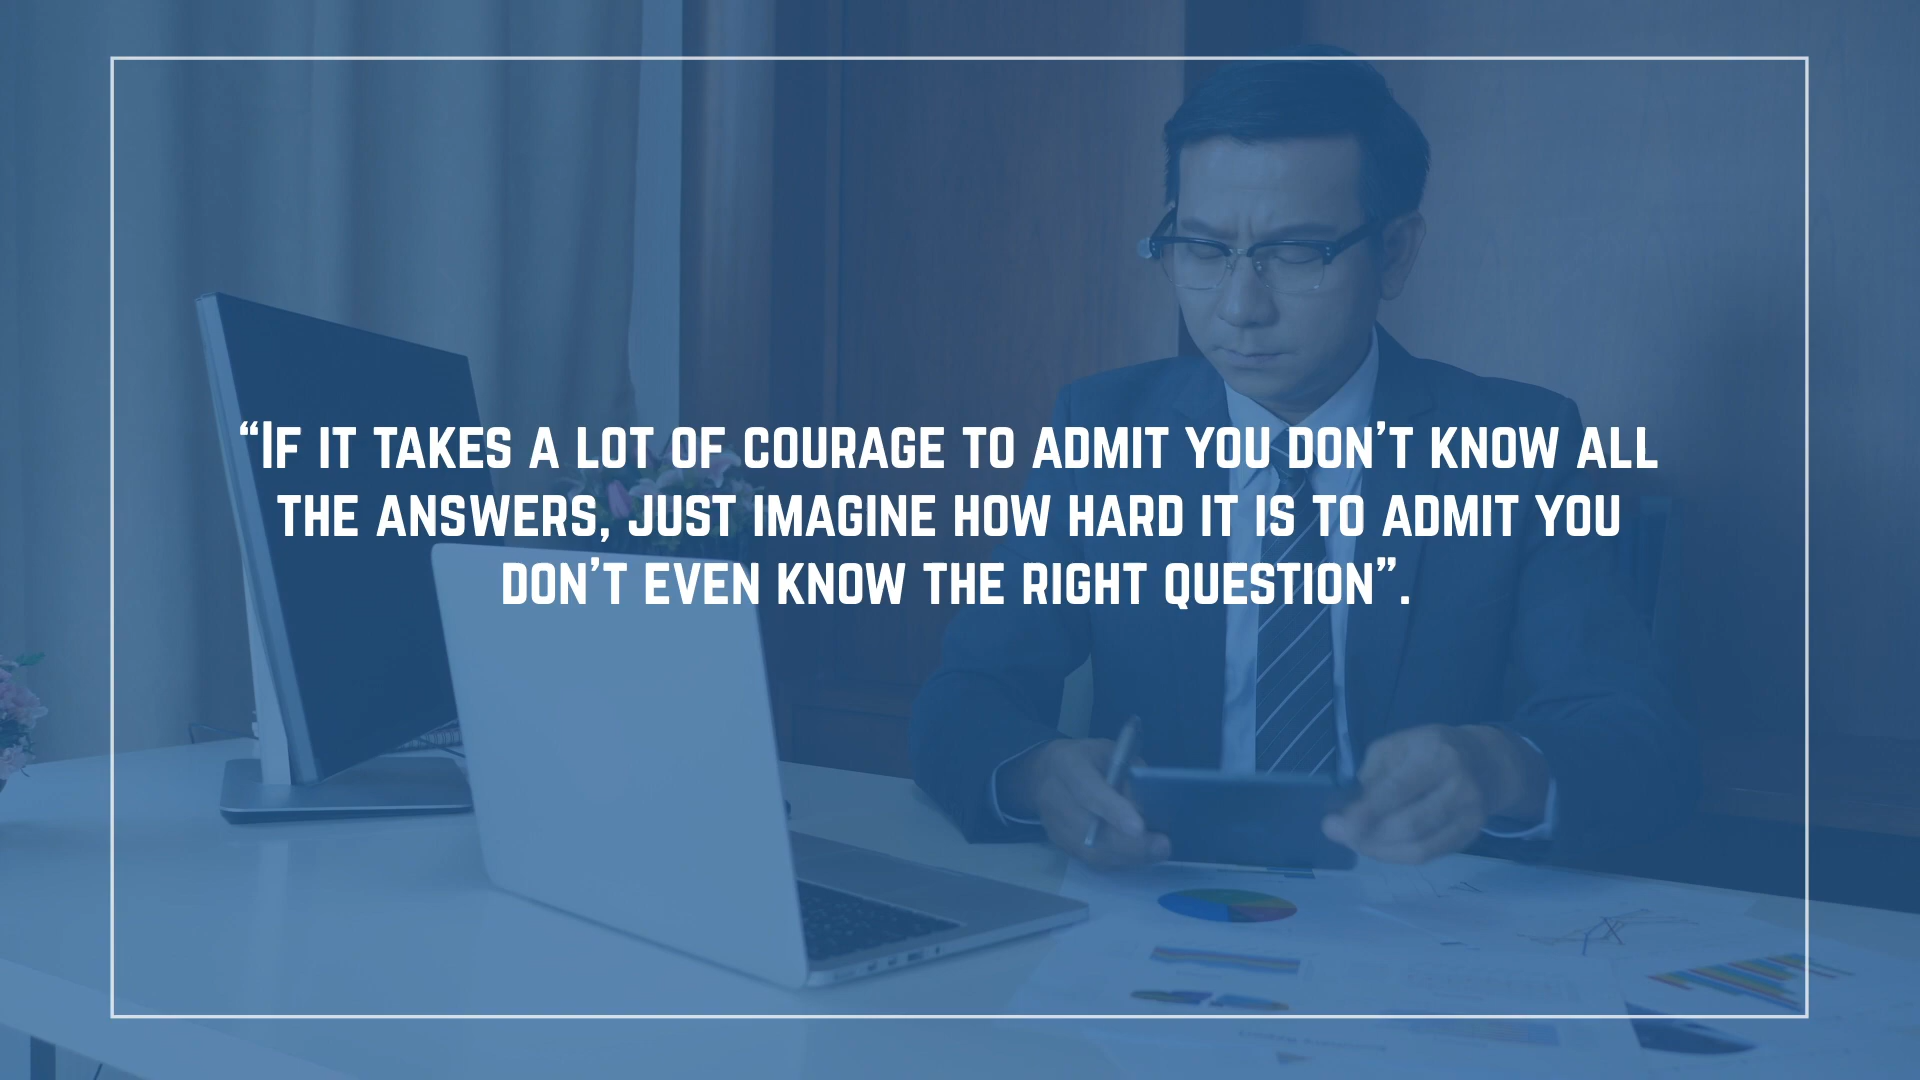 “If it takes a lot of courage to admit you don’t know all
the answers, just imagine how hard it is to admit you
don’t even know the right question”.